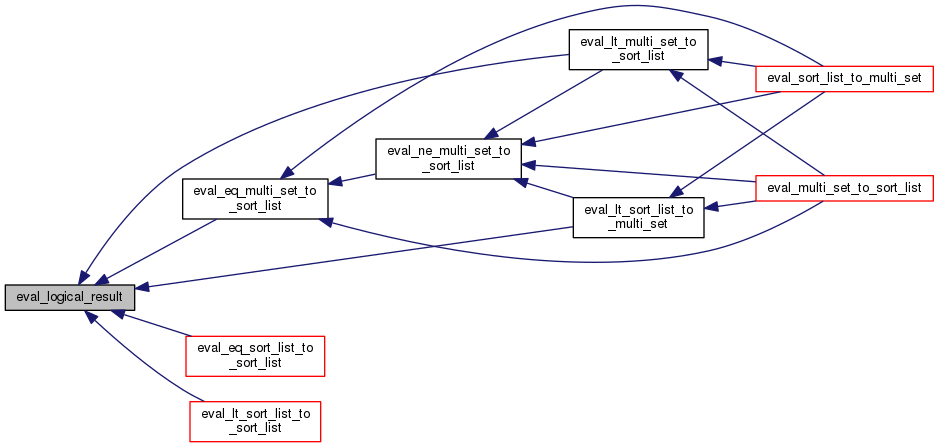 eval_lt_multi_set_to
_sort_list
eval_sort_list_to_multi_set
eval_ne_multi_set_to
_sort_list
eval_eq_multi_set_to
_sort_list
eval_multi_set_to_sort_list
eval_lt_sort_list_to
_multi_set
eval_logical_result
eval_eq_sort_list_to
_sort_list
eval_lt_sort_list_to
_sort_list